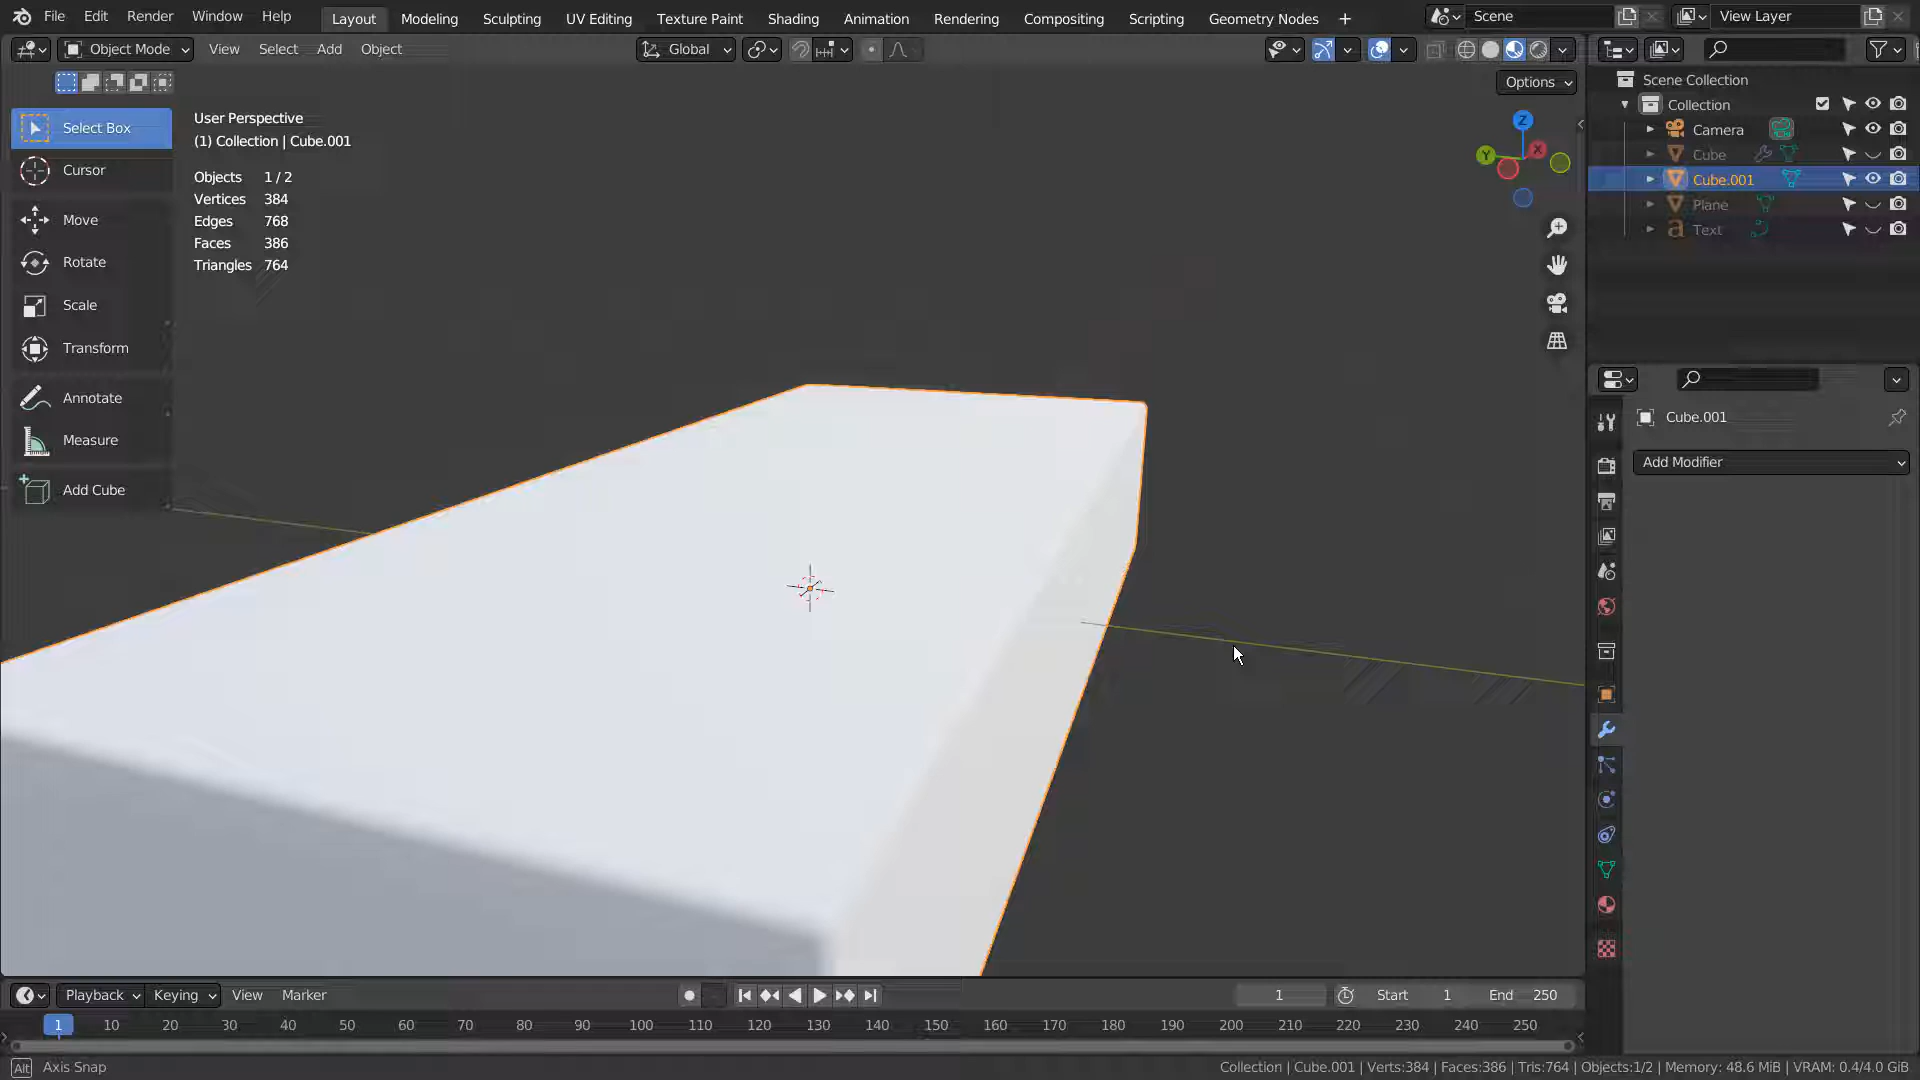 File Edit Render Window Help Layout Modeling Sculpting UV Editing Texture Paint Shading Animation Rendering Compositing Scripting Geometry Nodes + Scene View Layer
Object Mode View Select Add Object Global
Options
Select Box
Cursor
Move
Rotate
Scale
Transform
Annotate
Measure
Add Cube
User Perspective
(1) Collection | Cube.001
Objects 1 / 2
Vertices 384
Edges 768
Faces 386
Triangles 764
Z
Y
X
Scene Collection
Collection
Camera
Cube
Cube.001
Plane
Text
Cube.001
Add Modifier
Playback Keying View Marker 1 Start 1 End 250
1 10 20 30 40 50 60 70 80 90 100 110 120 130 140 150 160 170 180 190 200 210 220 230 240 250
Alt Axis Snap
Collection | Cube.001 | Verts:384 | Faces:386 | Tris:764 | Objects:1/2 | Memory: 48.6 MiB | VRAM: 0.4/4.0 GiB